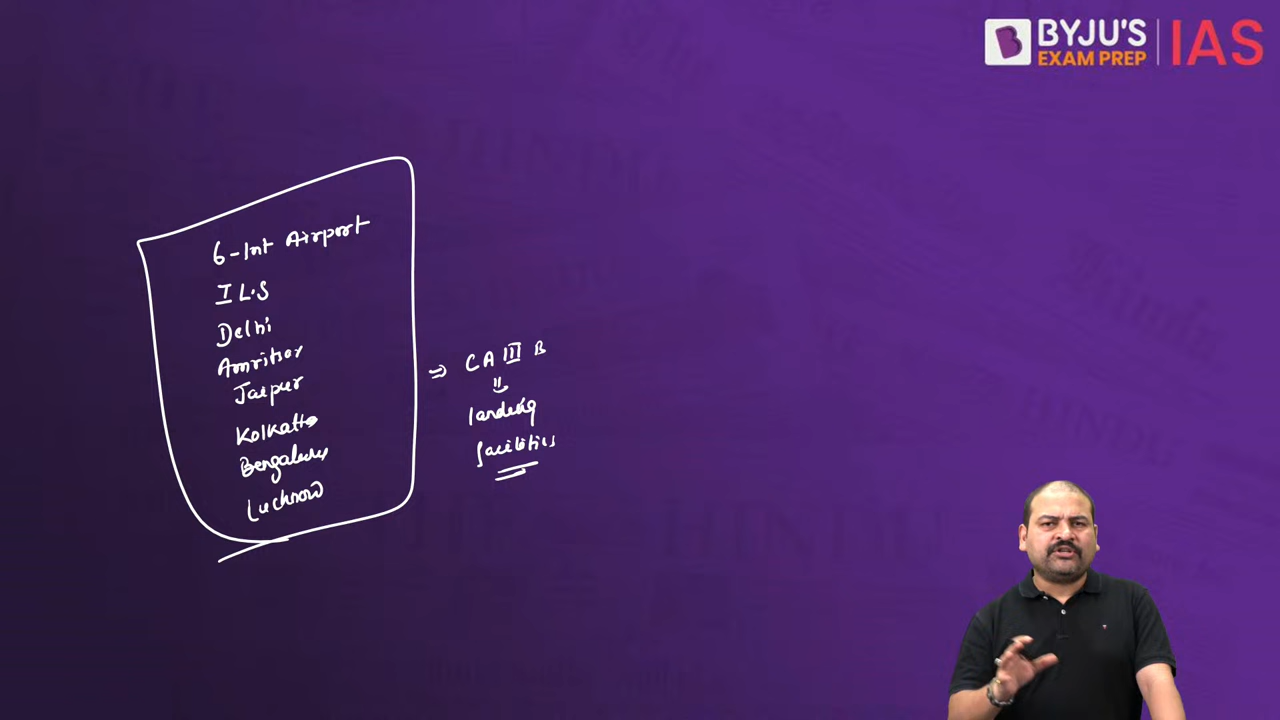 BYJU'S
EXAM PREP
IAS
6-Int Airport
I L.S
Delhi
Amritsar
Jaipur
Kolkatta
Bengaluru
Lucknow
⇒ CA III B
landing
facilities